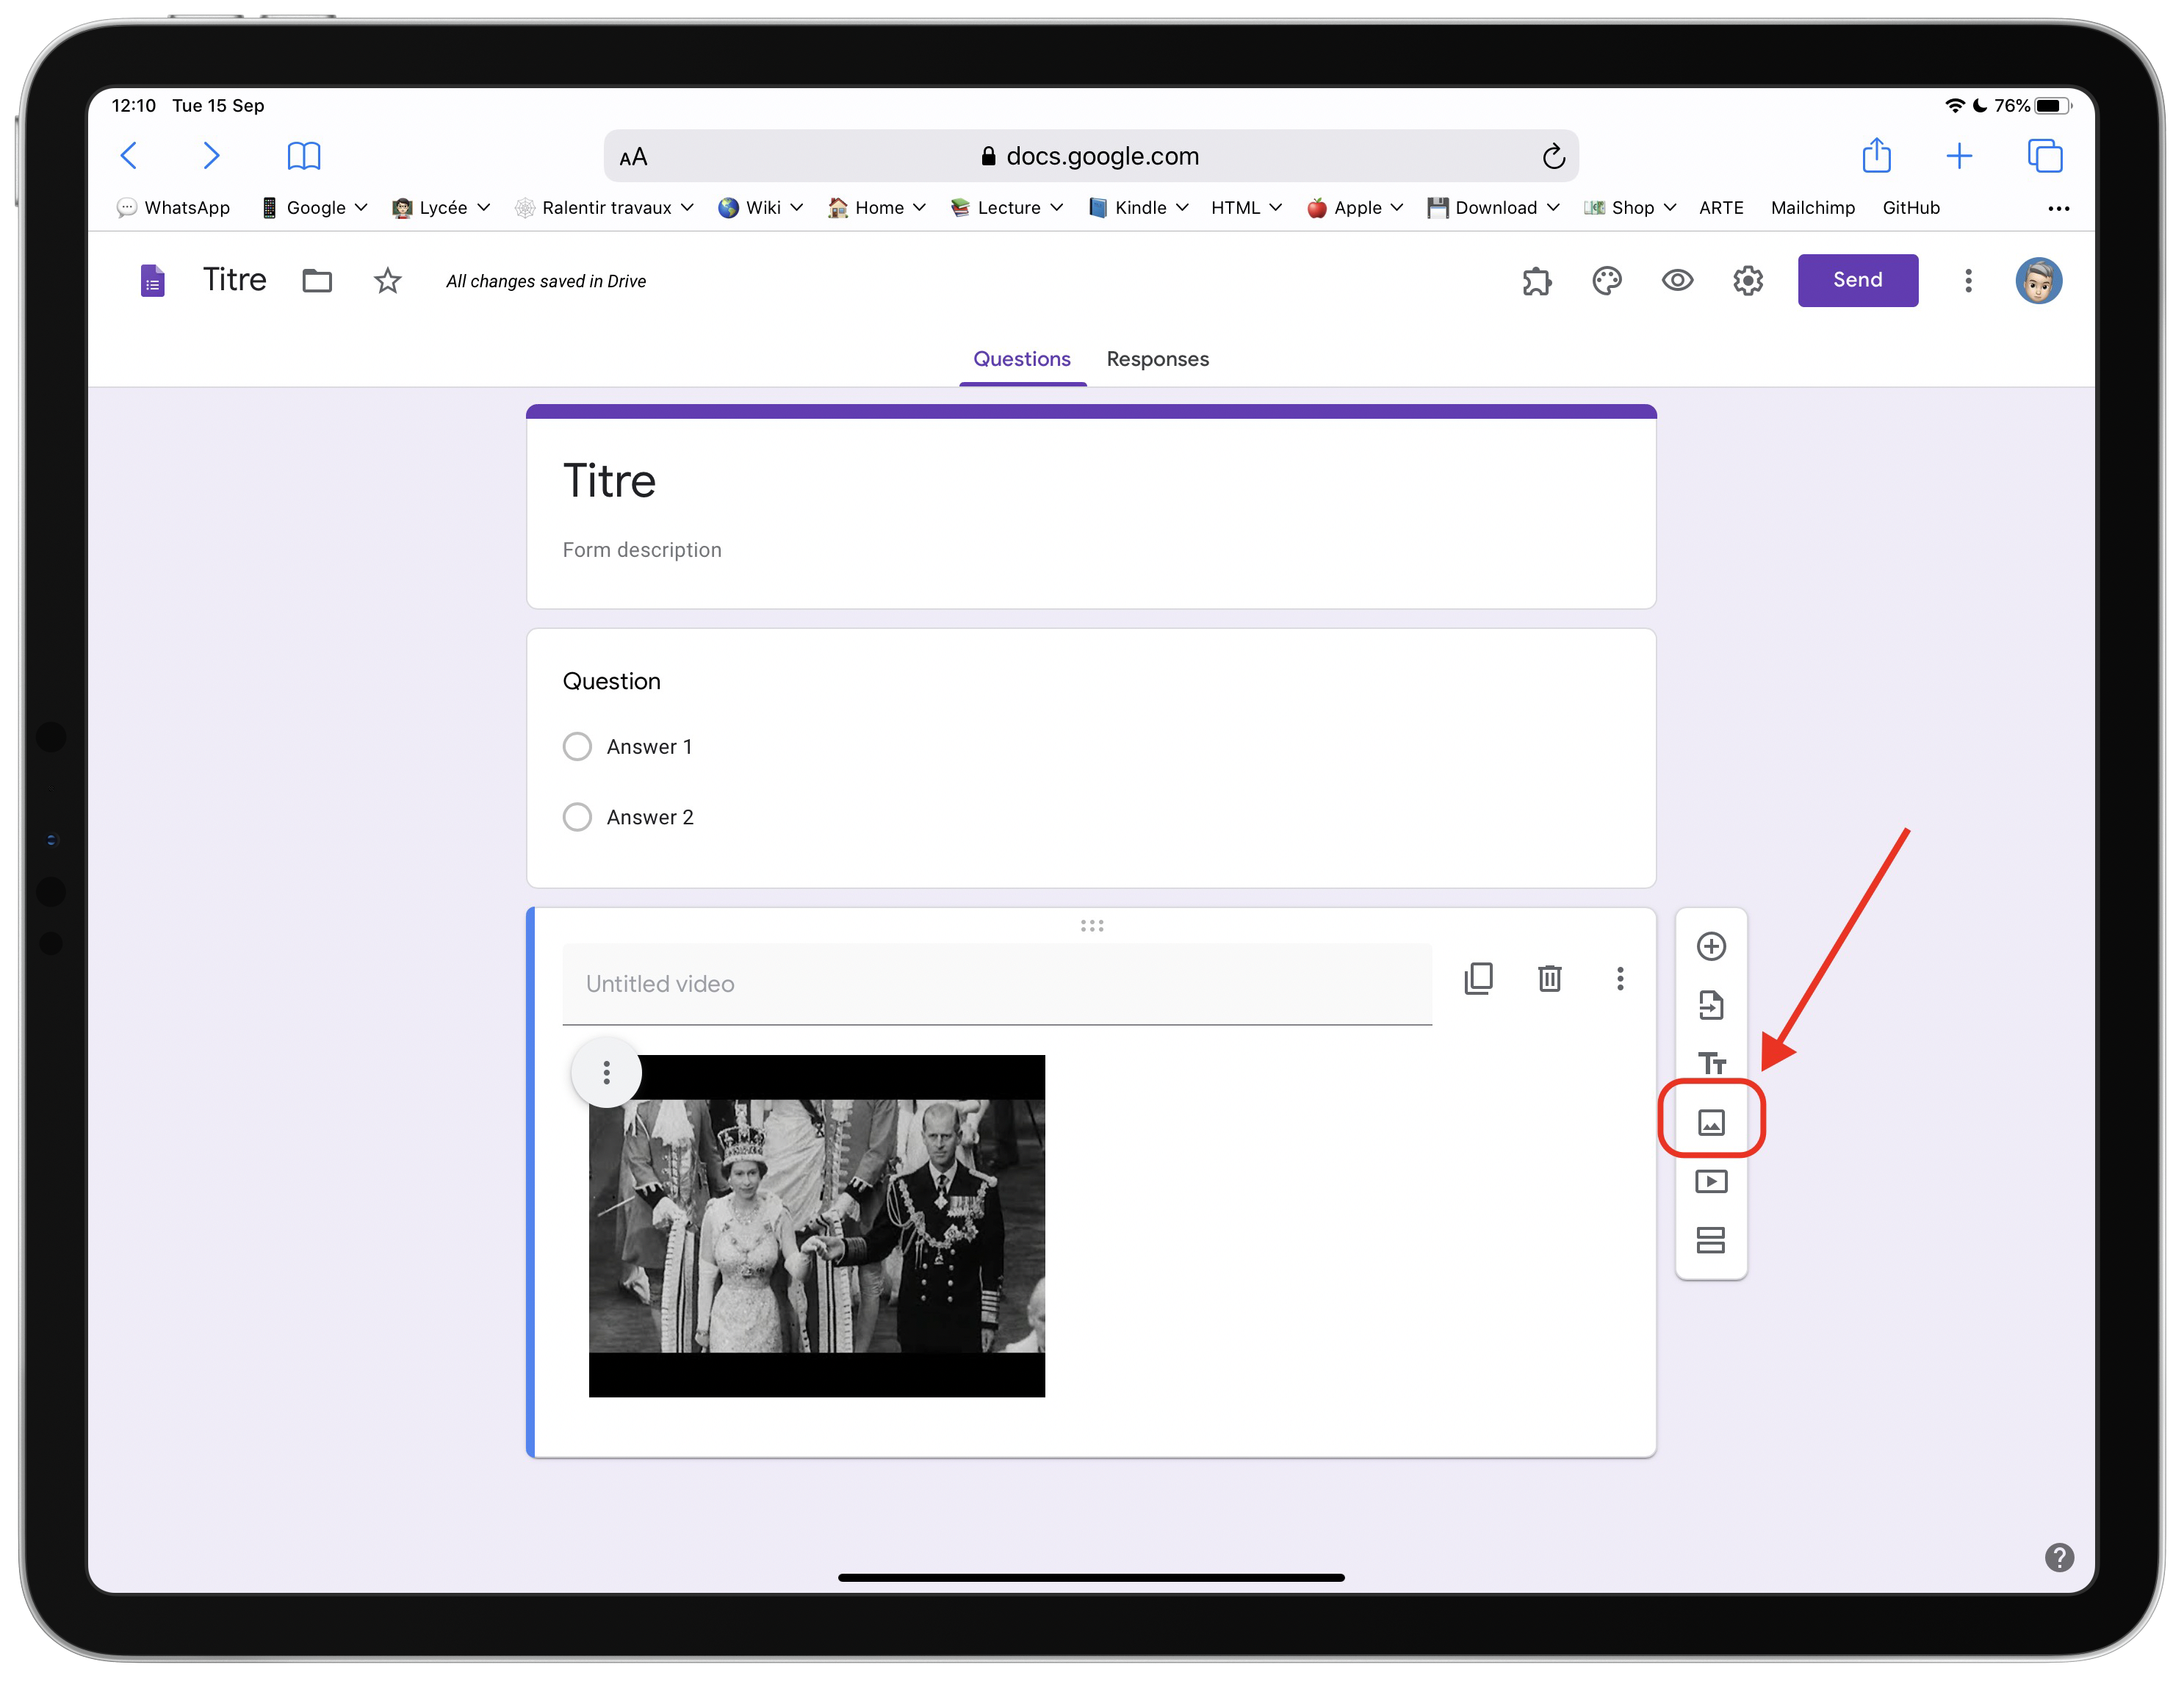 12:10 Tue 15 Sep
76%
AA docs.google.com
WhatsApp Google Lycée Ralentir travaux Wiki Home Lecture Kindle HTML Apple Download Shop ARTE Mailchimp GitHub
Titre All changes saved in Drive Send
Questions Responses
Titre
Form description
Question
Answer 1
Answer 2
Untitled video